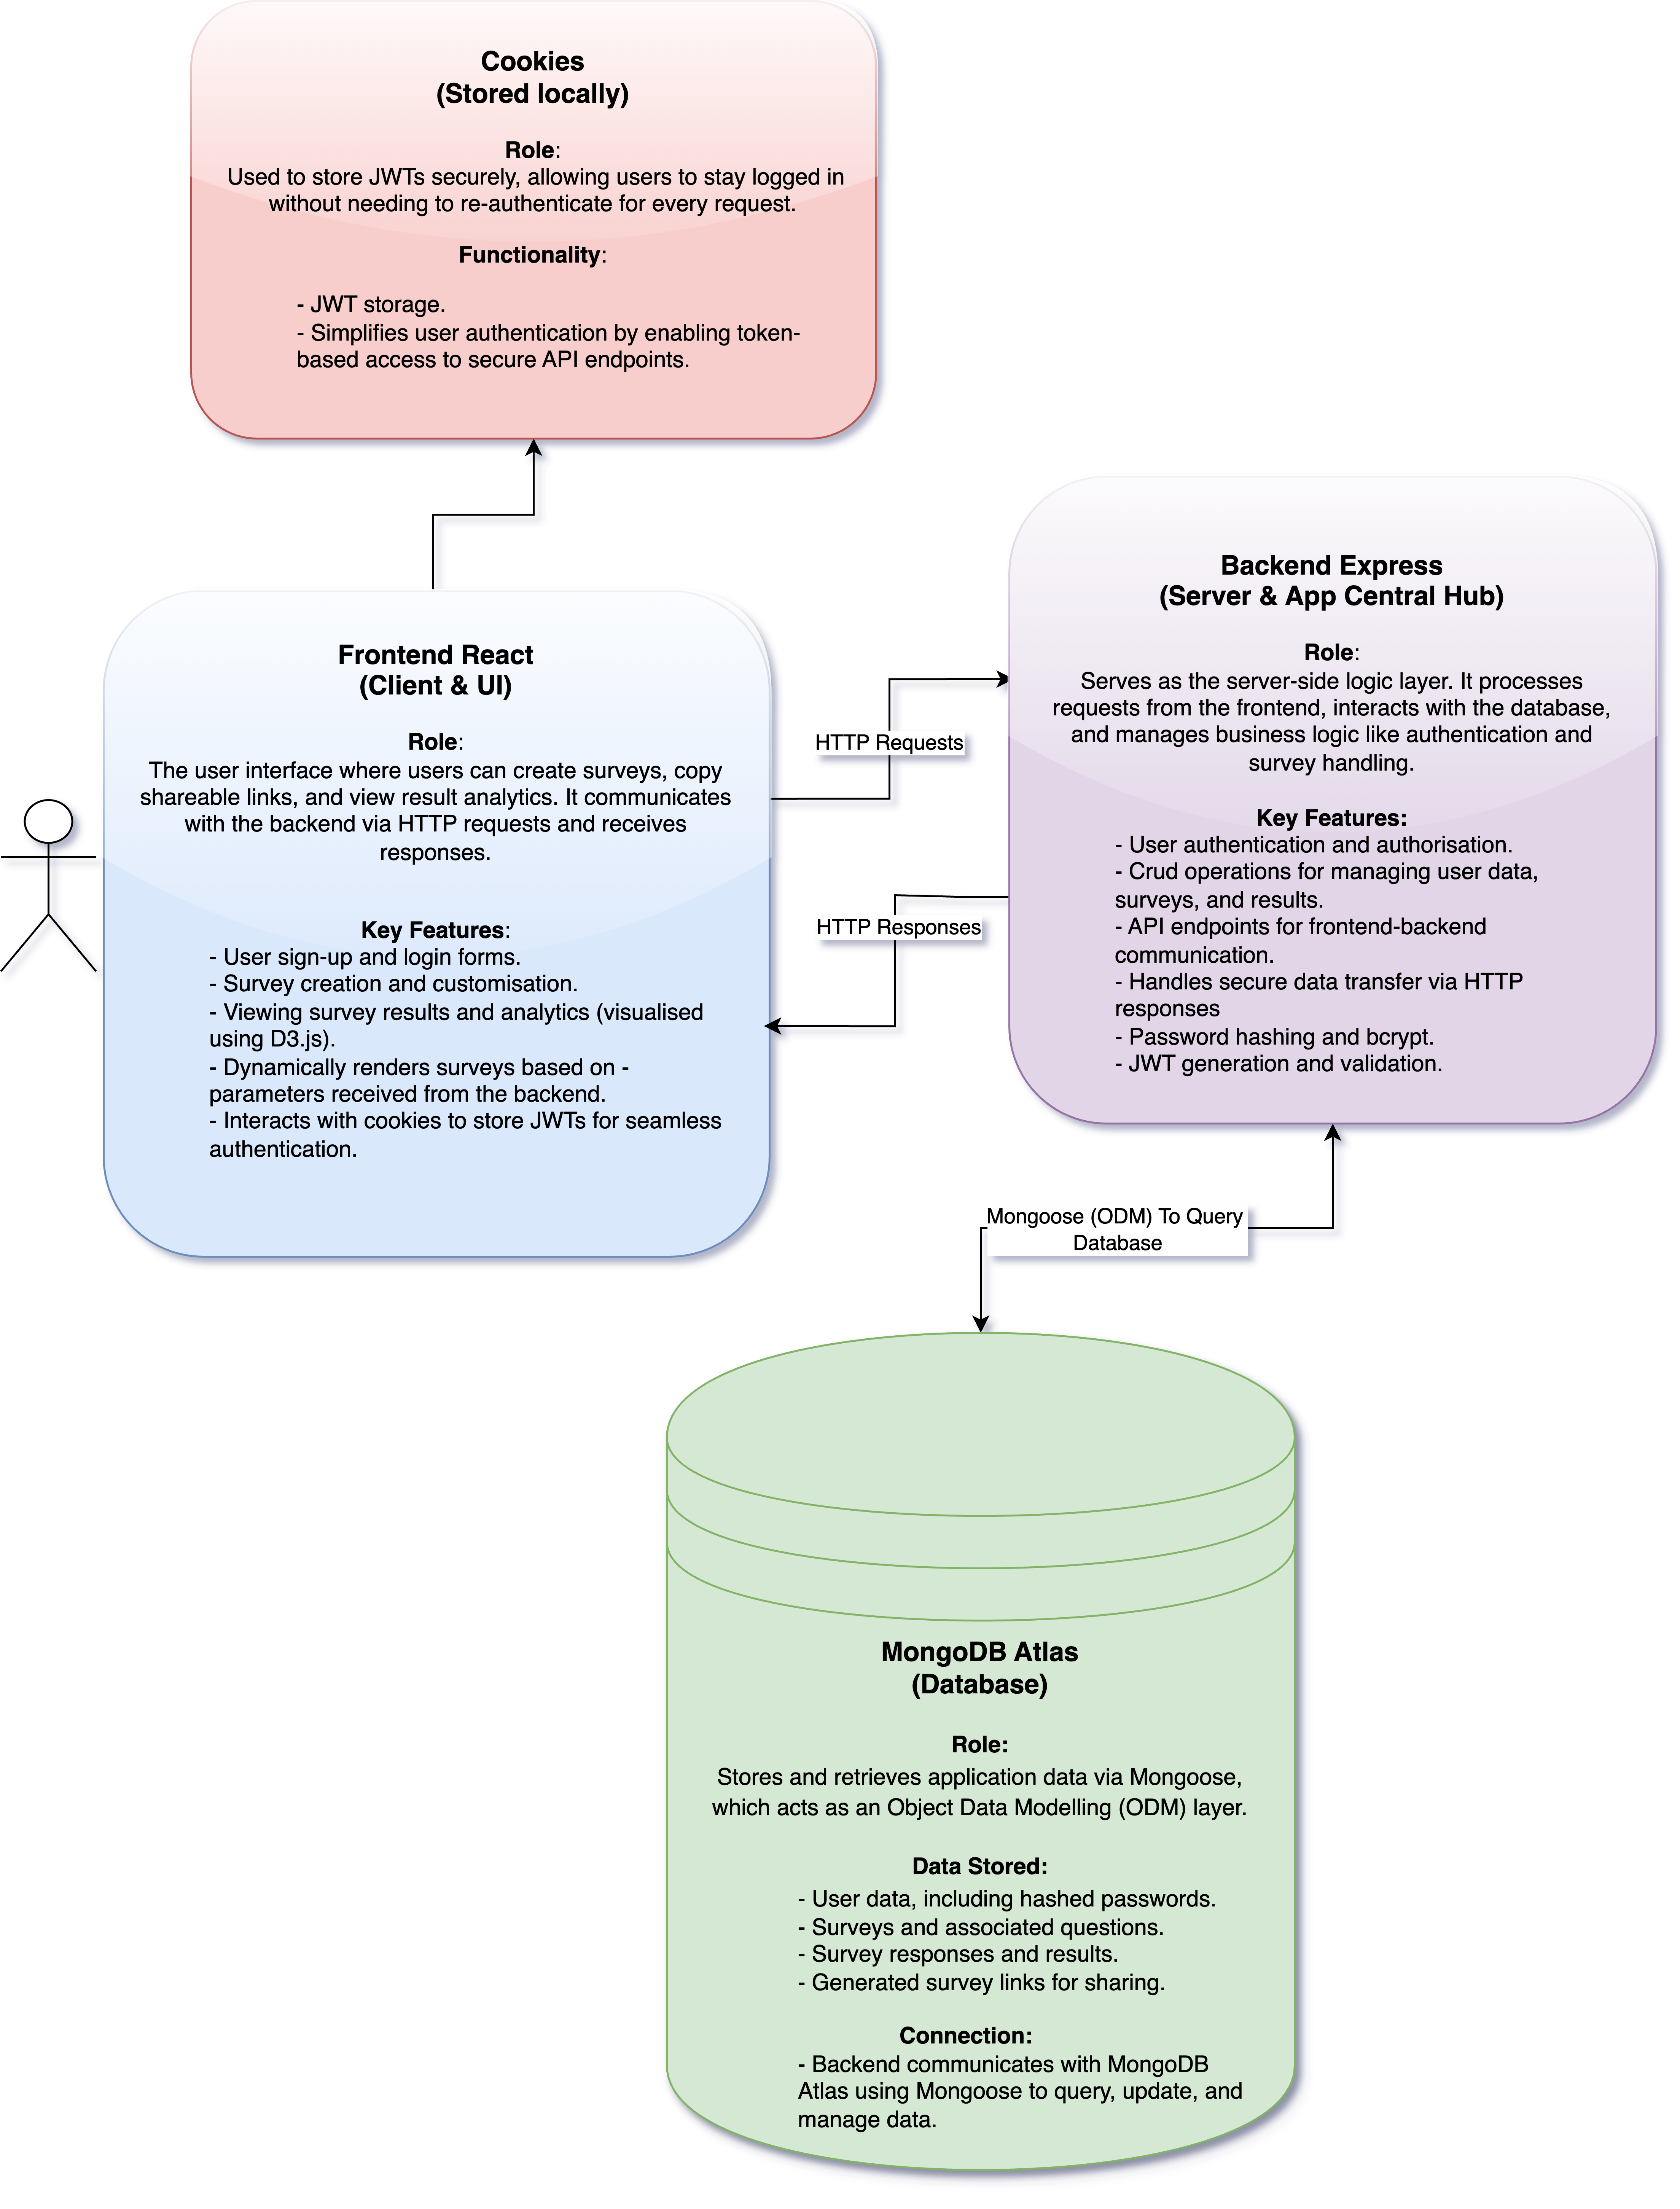 Cookies
(Stored locally)
Role:
Used to store JWTs securely, allowing users to stay logged in
without needing to re-authenticate for every request.
Functionality:
- JWT storage.
- Simplifies user authentication by enabling token-
based access to secure API endpoints.
Frontend React
(Client & UI)
Role:
The user interface where users can create surveys, copy
shareable links, and view result analytics. It communicates
with the backend via HTTP requests and receives
responses.
Key Features:
- User sign-up and login forms.
- Survey creation and customisation.
- Viewing survey results and analytics (visualised
using D3.js).
- Dynamically renders surveys based on -
parameters received from the backend.
- Interacts with cookies to store JWTs for seamless
authentication.
HTTP Requests
HTTP Responses
Backend Express
(Server & App Central Hub)
Role:
Serves as the server-side logic layer. It processes
requests from the frontend, interacts with the database,
and manages business logic like authentication and
survey handling.
Key Features:
- User authentication and authorisation.
- Crud operations for managing user data,
surveys, and results.
- API endpoints for frontend-backend
communication.
- Handles secure data transfer via HTTP
responses
- Password hashing and bcrypt.
- JWT generation and validation.
Mongoose (ODM) To Query
Database
MongoDB Atlas
(Database)
Role:
Stores and retrieves application data via Mongoose,
which acts as an Object Data Modelling (ODM) layer.
Data Stored:
- User data, including hashed passwords.
- Surveys and associated questions.
- Survey responses and results.
- Generated survey links for sharing.
Connection:
- Backend communicates with MongoDB
Atlas using Mongoose to query, update, and
manage data.